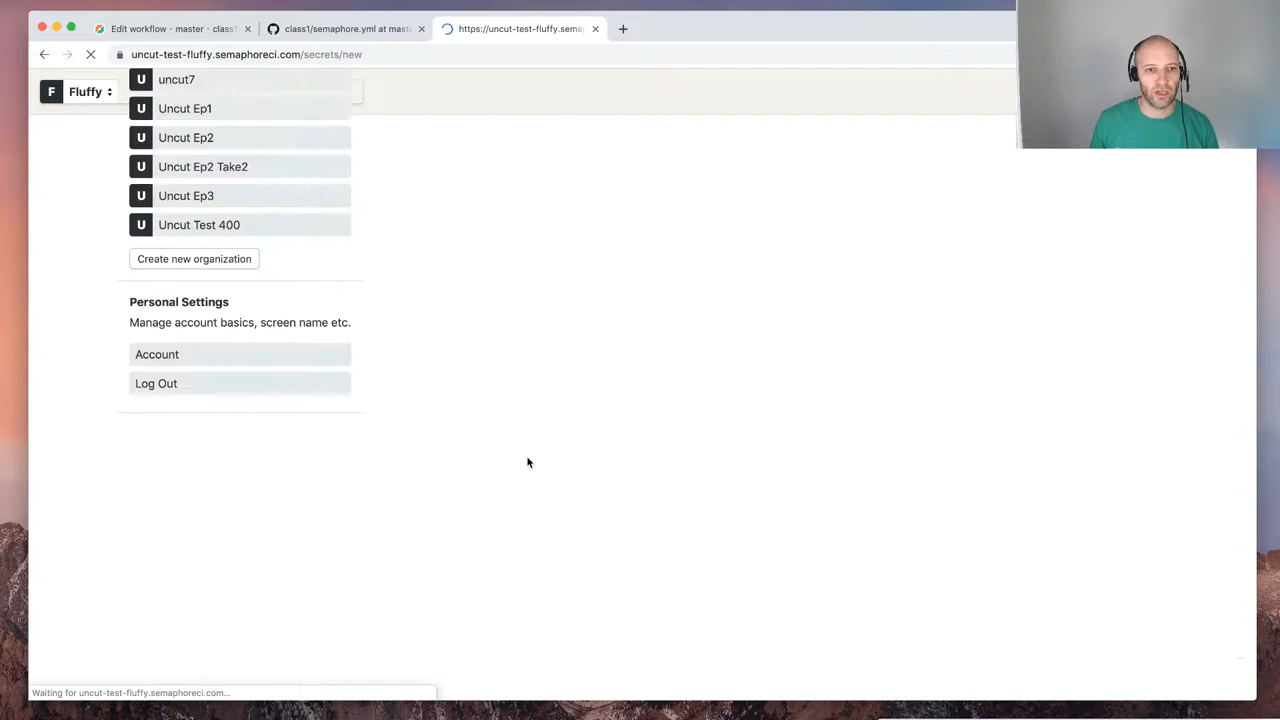 Edit workflow · master · class1
class1/semaphore.yml at maste
https://uncut-test-fluffy.sema
uncut-test-fluffy.semaphoreci.com/secrets/new
F Fluffy
U uncut7
U Uncut Ep1
U Uncut Ep2
U Uncut Ep2 Take2
U Uncut Ep3
U Uncut Test 400
Create new organization
Personal Settings
Manage account basics, screen name etc.
Account
Log Out
Waiting for uncut-test-fluffy.semaphoreci.com...